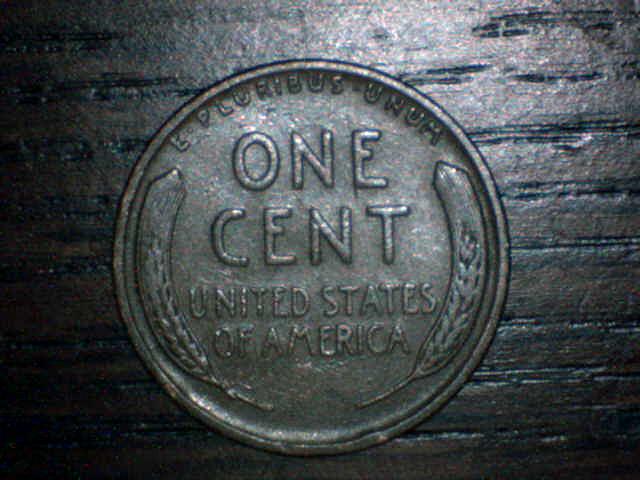 E·PLURIBUS·UNUM
ONE
CENT
UNITED STATES
OF AMERICA